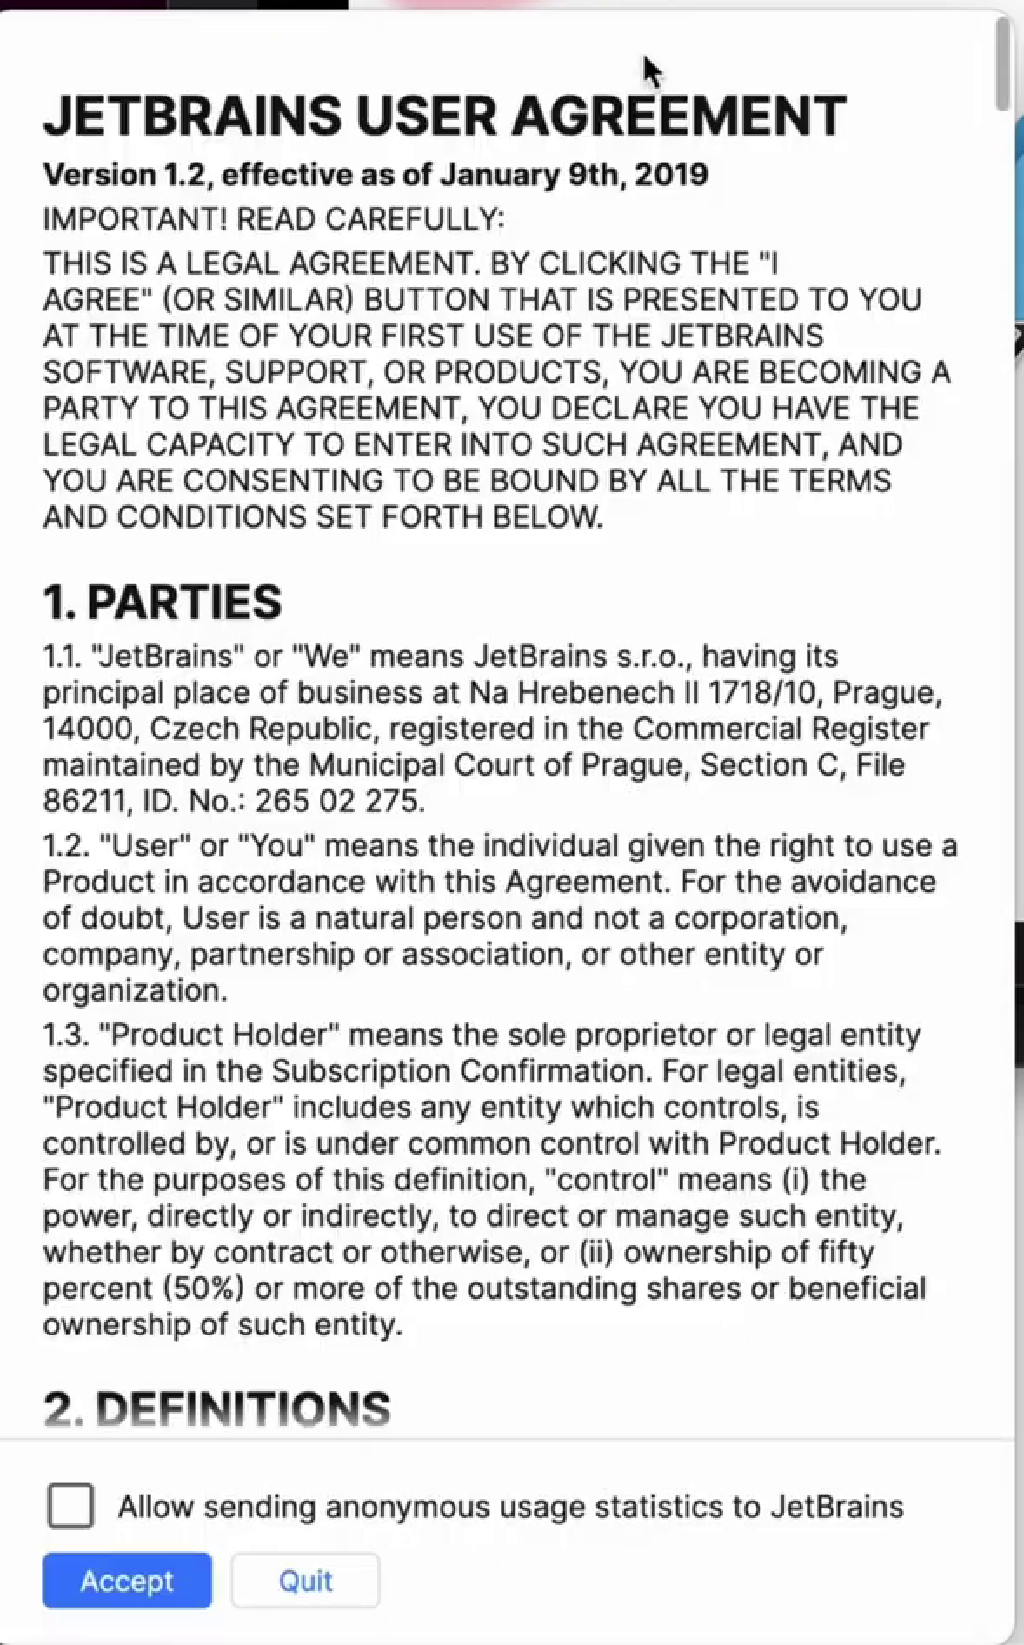 JETBRAINS USER AGREEMENT
Version 1.2, effective as of January 9th, 2019
IMPORTANT! READ CAREFULLY:
THIS IS A LEGAL AGREEMENT. BY CLICKING THE "I
AGREE" (OR SIMILAR) BUTTON THAT IS PRESENTED TO YOU
AT THE TIME OF YOUR FIRST USE OF THE JETBRAINS
SOFTWARE, SUPPORT, OR PRODUCTS, YOU ARE BECOMING A
PARTY TO THIS AGREEMENT, YOU DECLARE YOU HAVE THE
LEGAL CAPACITY TO ENTER INTO SUCH AGREEMENT, AND
YOU ARE CONSENTING TO BE BOUND BY ALL THE TERMS
AND CONDITIONS SET FORTH BELOW.
1. PARTIES
1.1. "JetBrains" or "We" means JetBrains s.r.o., having its
principal place of business at Na Hrebenech II 1718/10, Prague,
14000, Czech Republic, registered in the Commercial Register
maintained by the Municipal Court of Prague, Section C, File
86211, ID. No.: 265 02 275.
1.2. "User" or "You" means the individual given the right to use a
Product in accordance with this Agreement. For the avoidance
of doubt, User is a natural person and not a corporation,
company, partnership or association, or other entity or
organization.
1.3. "Product Holder" means the sole proprietor or legal entity
specified in the Subscription Confirmation. For legal entities,
"Product Holder" includes any entity which controls, is
controlled by, or is under common control with Product Holder.
For the purposes of this definition, "control" means (i) the
power, directly or indirectly, to direct or manage such entity,
whether by contract or otherwise, or (ii) ownership of fifty
percent (50%) or more of the outstanding shares or beneficial
ownership of such entity.
2. DEFINITIONS
Allow sending anonymous usage statistics to JetBrains
Accept
Quit